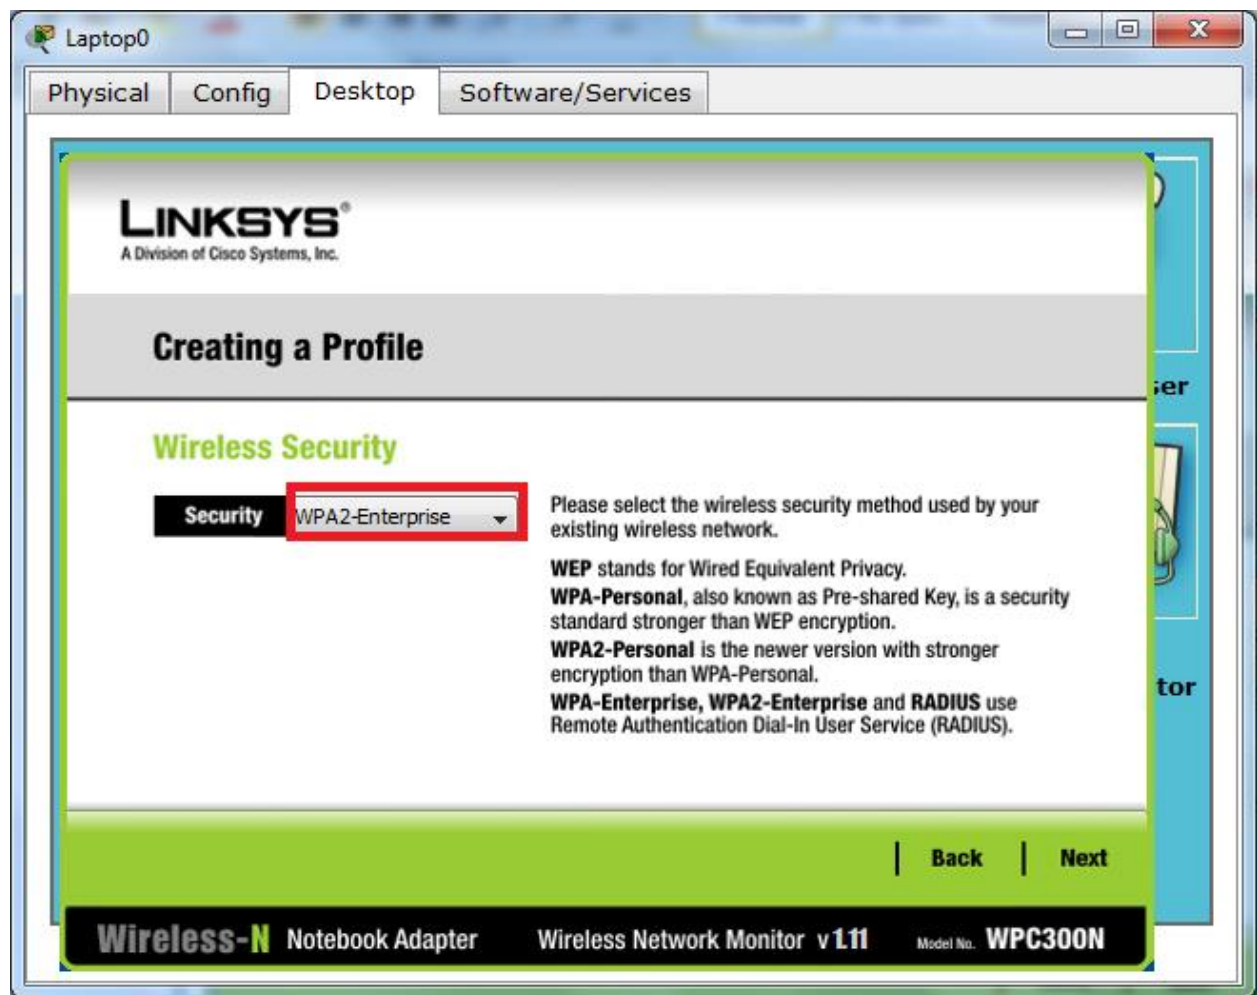 Laptop0
Physical Config Desktop Software/Services
LINKSYS®
A Division of Cisco Systems, Inc.
Creating a Profile
ser
Wireless Security
Security WPA2-Enterprise
Please select the wireless security method used by your
existing wireless network.
WEP stands for Wired Equivalent Privacy.
WPA-Personal, also known as Pre-shared Key, is a security
standard stronger than WEP encryption.
WPA2-Personal is the newer version with stronger
encryption than WPA-Personal.
WPA-Enterprise, WPA2-Enterprise and RADIUS use
Remote Authentication Dial-In User Service (RADIUS).
tor
Back Next
Wireless-N Notebook Adapter Wireless Network Monitor v1.11 Model No. WPC300N